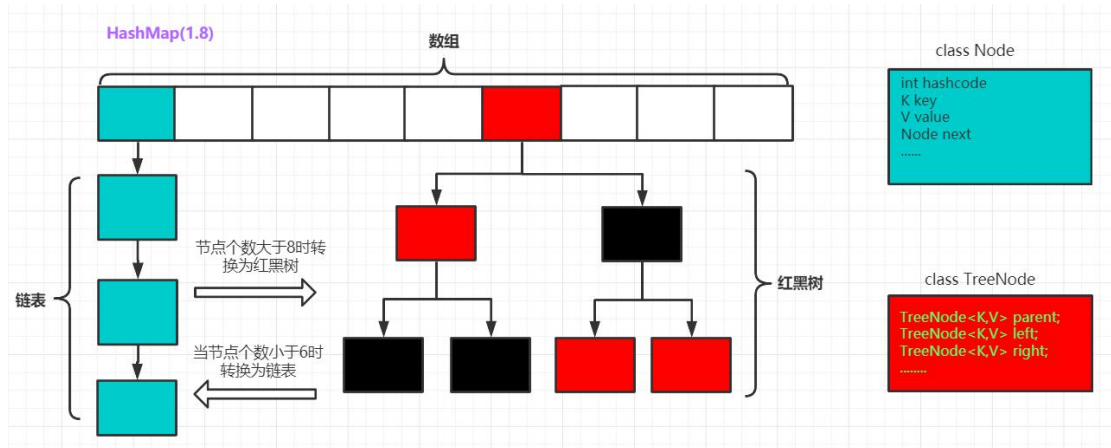 HashMap(1.8)
数组
class Node
int hashcode
K key
V value
Node next
......
链表
节点个数大于8时转
换为红黑树
当节点个数小于6时
转换为链表
红黑树
class TreeNode
TreeNode<K,V> parent;
TreeNode<K,V> left;
TreeNode<K,V> right;
........